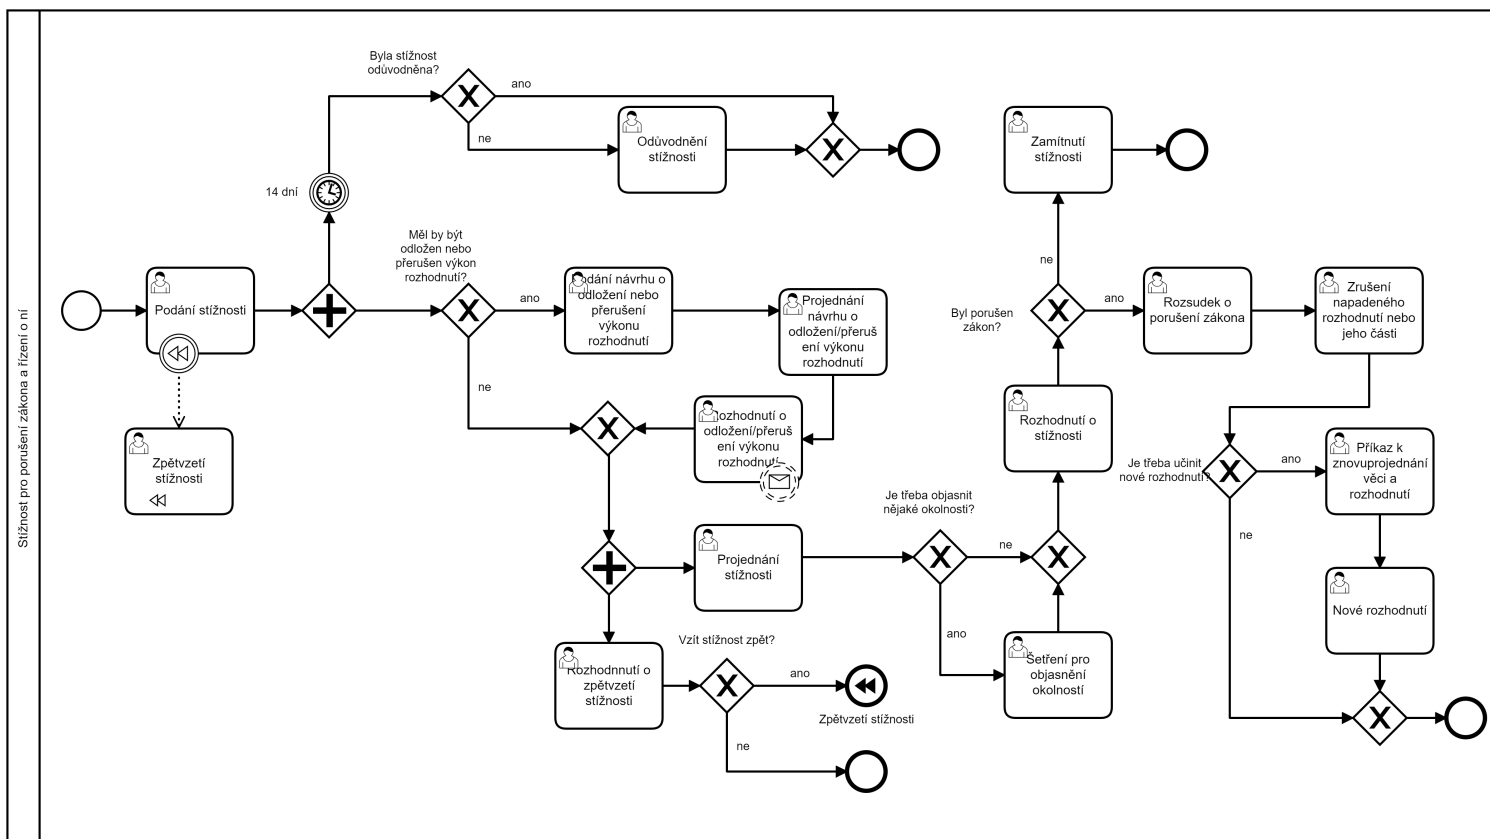 Stížnost pro porušení zákona a řízení o ní
Byla stížnost
odůvodněna?
ano
ne
Odůvodnění
stížnosti
14 dní
Podání stížnosti
Zpětvzetí
stížnosti
Měl by být
odložen nebo
přerušen výkon
rozhodnutí?
ano
ne
Podání návrhu o
odložení nebo
přerušení
výkonu
rozhodnutí
Projednání
návrhu o
odložení/přeruš
ení výkonu
rozhodnutí
Rozhodnutí o
odložení/přeruš
ení výkonu
rozhodnutí
Projednání
stížnosti
Rozhodnnutí o
zpětvzetí
stížnosti
Vzít stížnost zpět?
ano
Zpětvzetí stížnosti
ne
Je třeba objasnit
nějaké okolnosti?
ne
ano
Šetření pro
objasnění
okolností
Rozhodnutí o
stížnosti
Byl porušen
zákon?
ne
Zamítnutí
stížnosti
ano
Rozsudek o
porušení zákona
Zrušení
napadeného
rozhodnutí nebo
jeho části
Je třeba učinit
nové rozhodnutí?
ano
ne
Příkaz k
znovuprojednání
věci a
rozhodnutí
Nové rozhodnutí